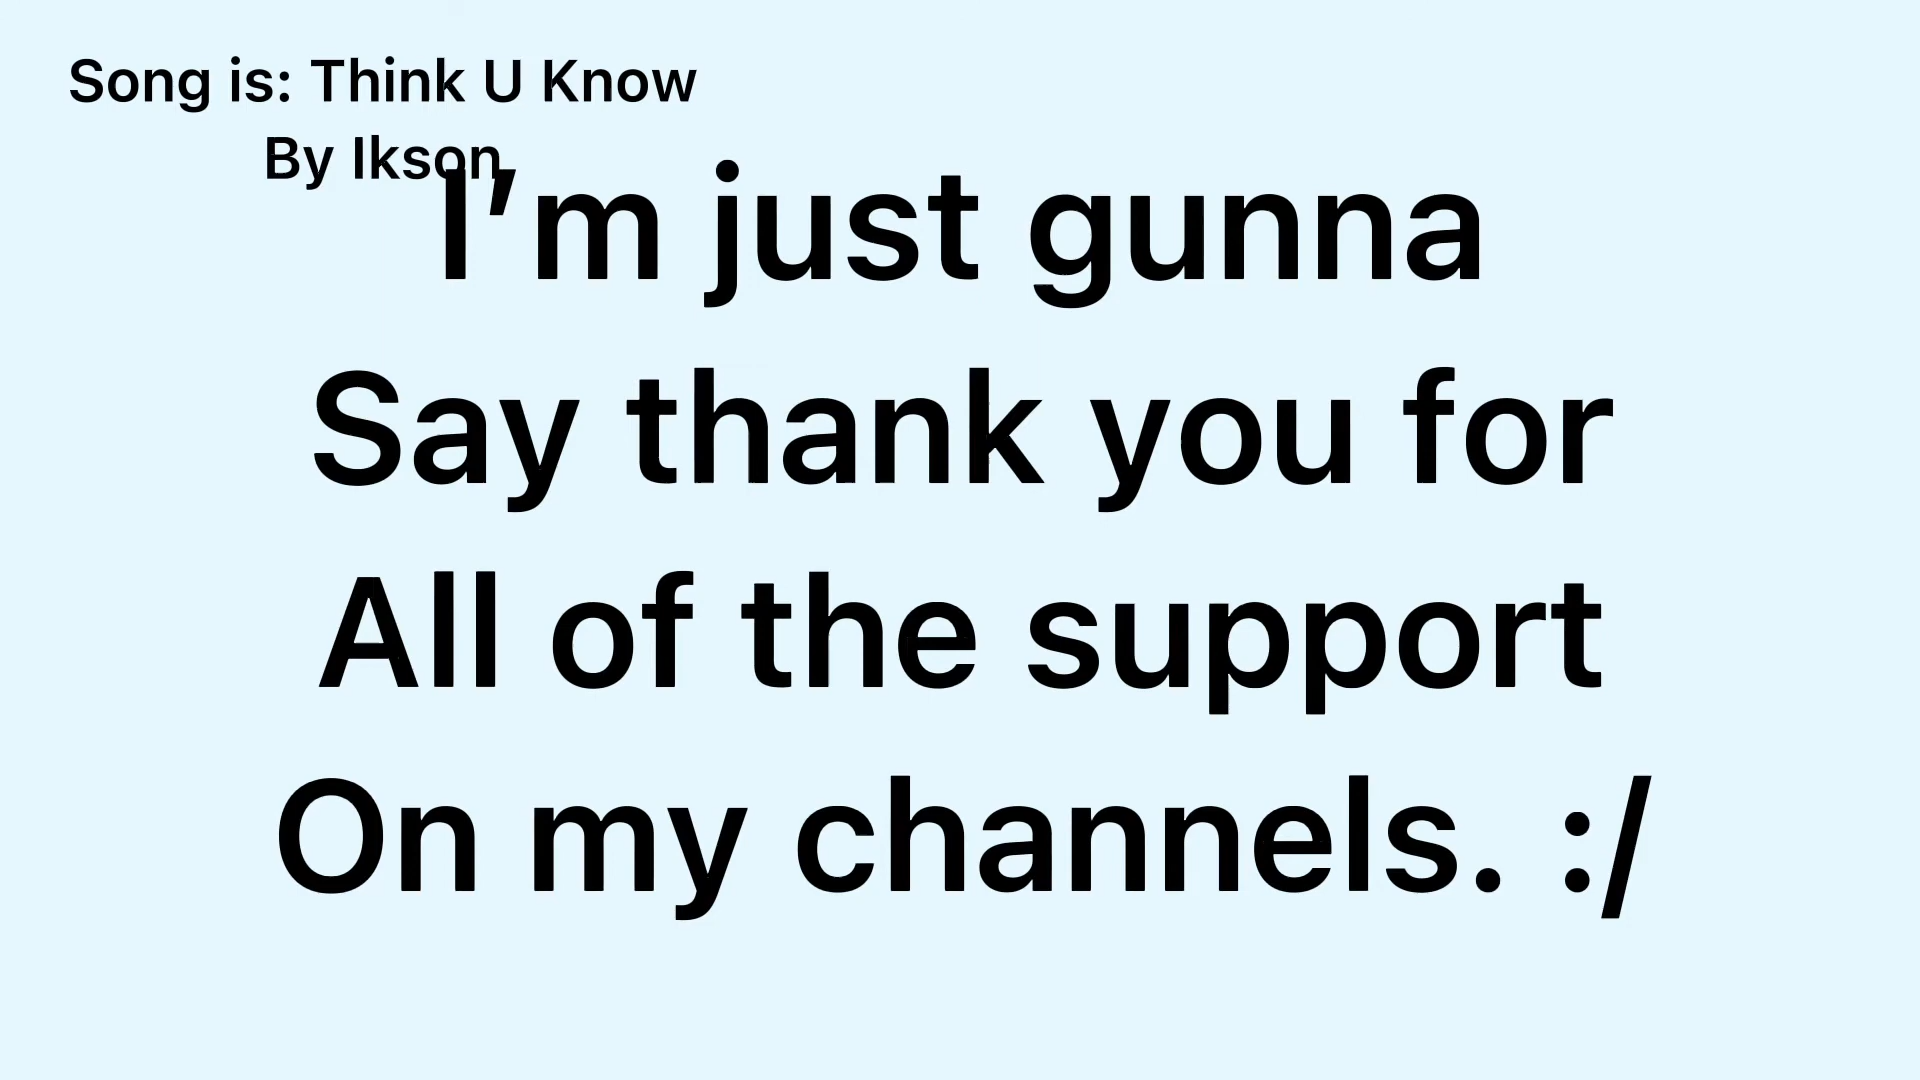 Song is: Think U Know
By Ikson
I’m just gunna
Say thank you for
All of the support
On my channels. :/